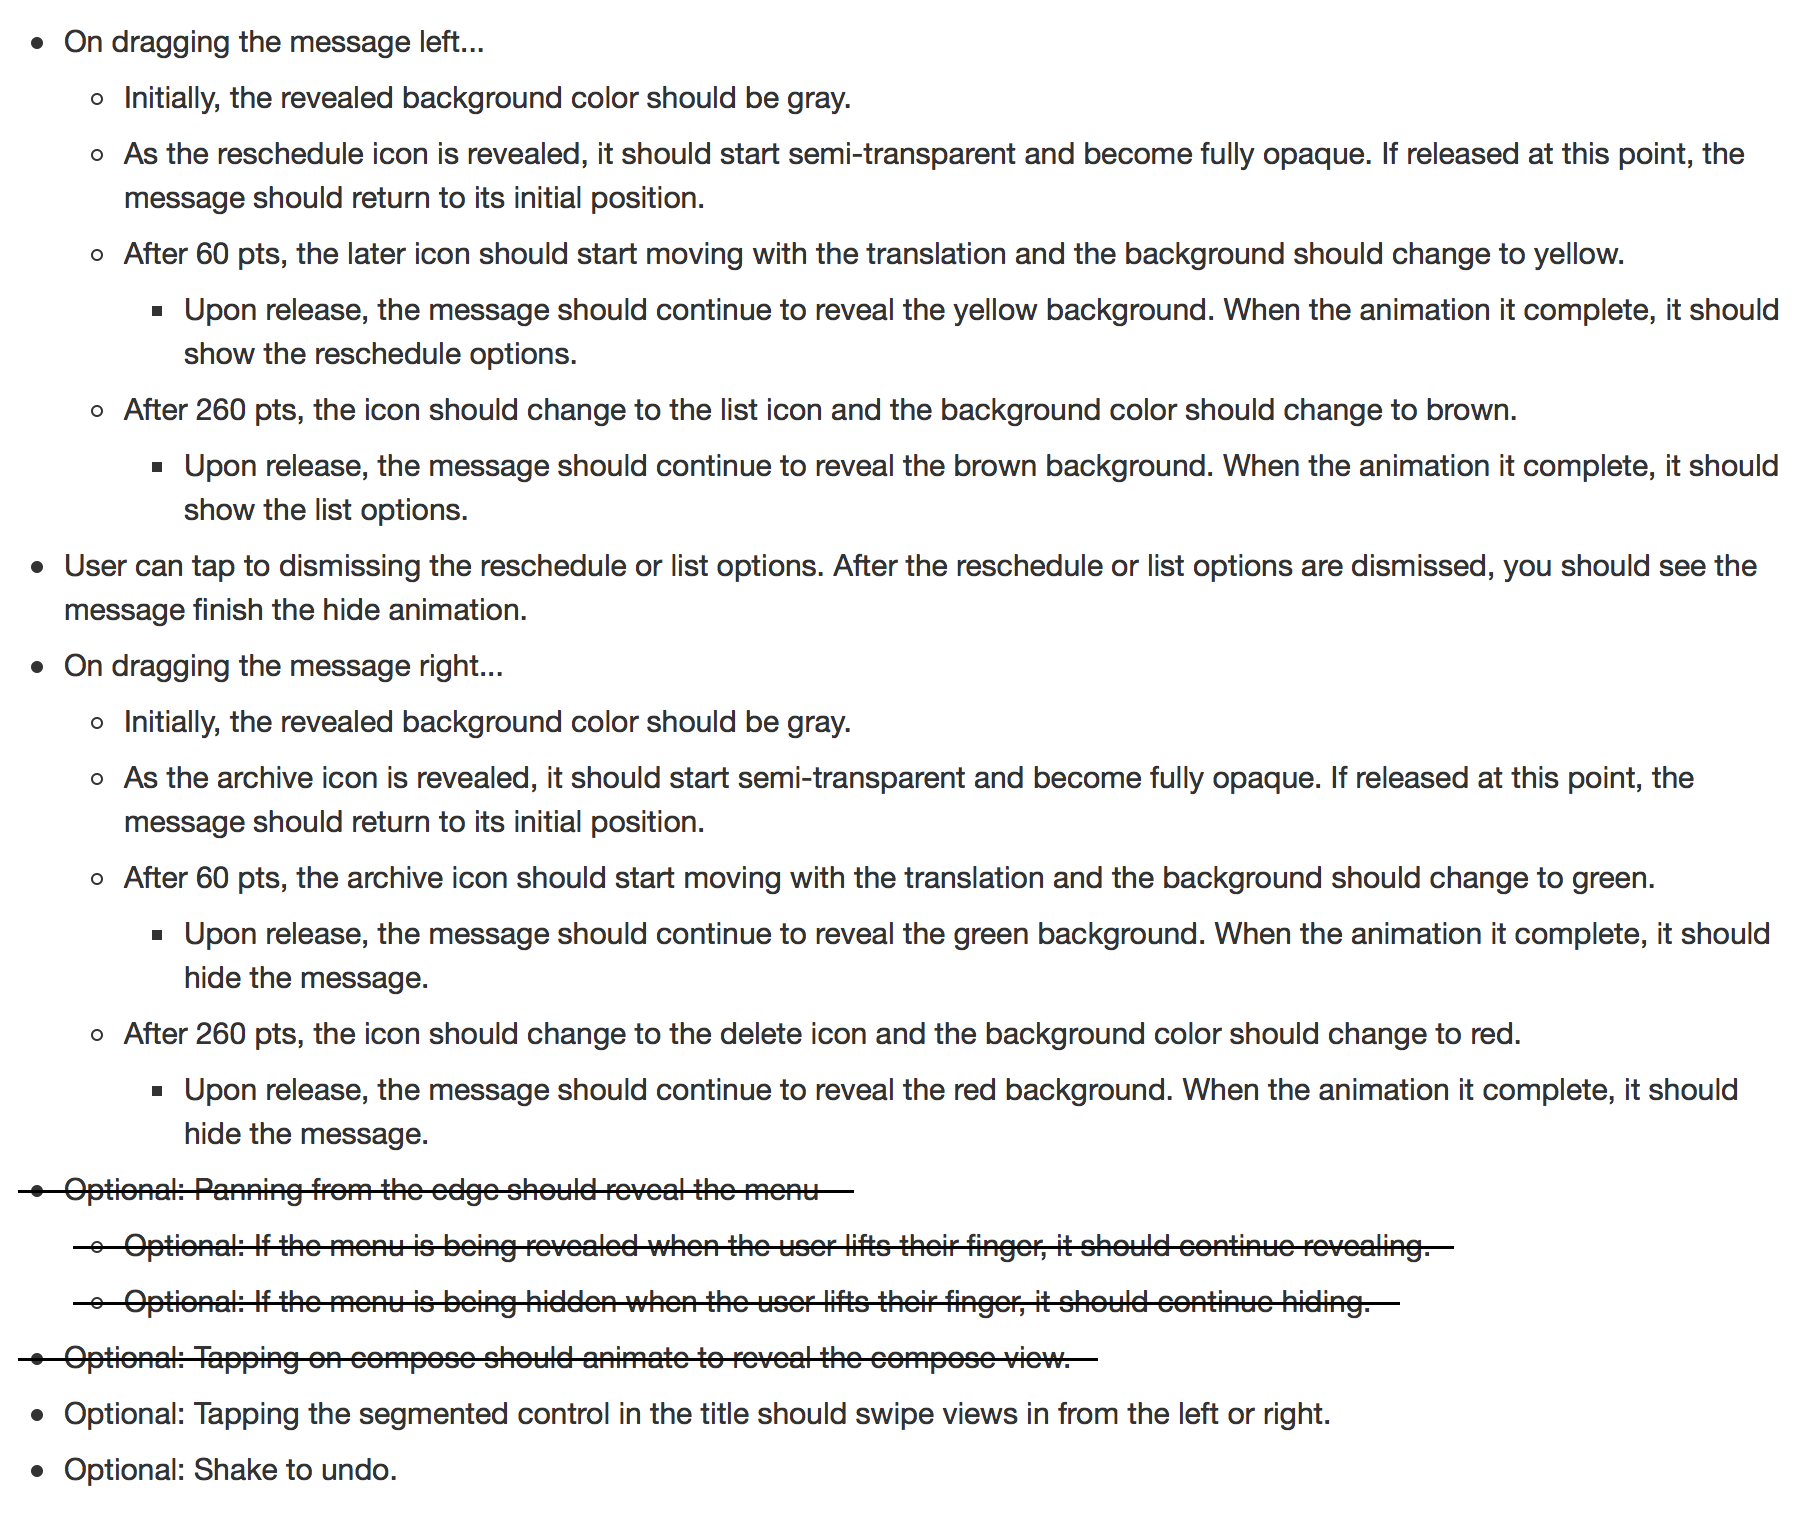 On dragging the message left...
Initially, the revealed background color should be gray.
As the reschedule icon is revealed, it should start semi-transparent and become fully opaque. If released at this point, the
message should return to its initial position.
After 60 pts, the later icon should start moving with the translation and the background should change to yellow.
Upon release, the message should continue to reveal the yellow background. When the animation it complete, it should
show the reschedule options.
After 260 pts, the icon should change to the list icon and the background color should change to brown.
Upon release, the message should continue to reveal the brown background. When the animation it complete, it should
show the list options.
User can tap to dismissing the reschedule or list options. After the reschedule or list options are dismissed, you should see the
message finish the hide animation.
On dragging the message right...
Initially, the revealed background color should be gray.
As the archive icon is revealed, it should start semi-transparent and become fully opaque. If released at this point, the
message should return to its initial position.
After 60 pts, the archive icon should start moving with the translation and the background should change to green.
Upon release, the message should continue to reveal the green background. When the animation it complete, it should
hide the message.
After 260 pts, the icon should change to the delete icon and the background color should change to red.
Upon release, the message should continue to reveal the red background. When the animation it complete, it should
hide the message.
Optional: Panning from the edge should reveal the menu
Optional: If the menu is being revealed when the user lifts their finger, it should continue revealing.
Optional: If the menu is being hidden when the user lifts their finger, it should continue hiding.
Optional: Tapping on compose should animate to reveal the compose view.
Optional: Tapping the segmented control in the title should swipe views in from the left or right.
Optional: Shake to undo.